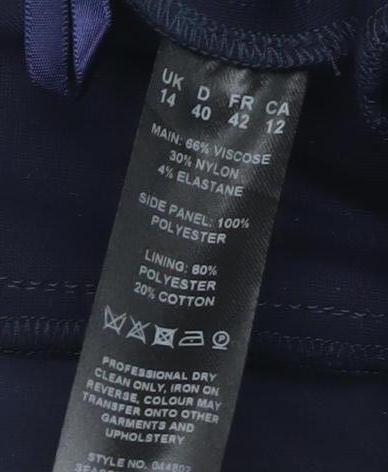 UK D FR CA
14 40 42 12
MAIN: 66% VISCOSE
30% NYLON
4% ELASTANE
SIDE PANEL: 100%
POLYESTER
LINING: 80%
POLYESTER
20% COTTON
PROFESSIONAL DRY
CLEAN ONLY, IRON ON
REVERSE, COLOUR MAY
TRANSFER ONTO OTHER
GARMENTS AND
UPHOLSTERY
STYLE NO.